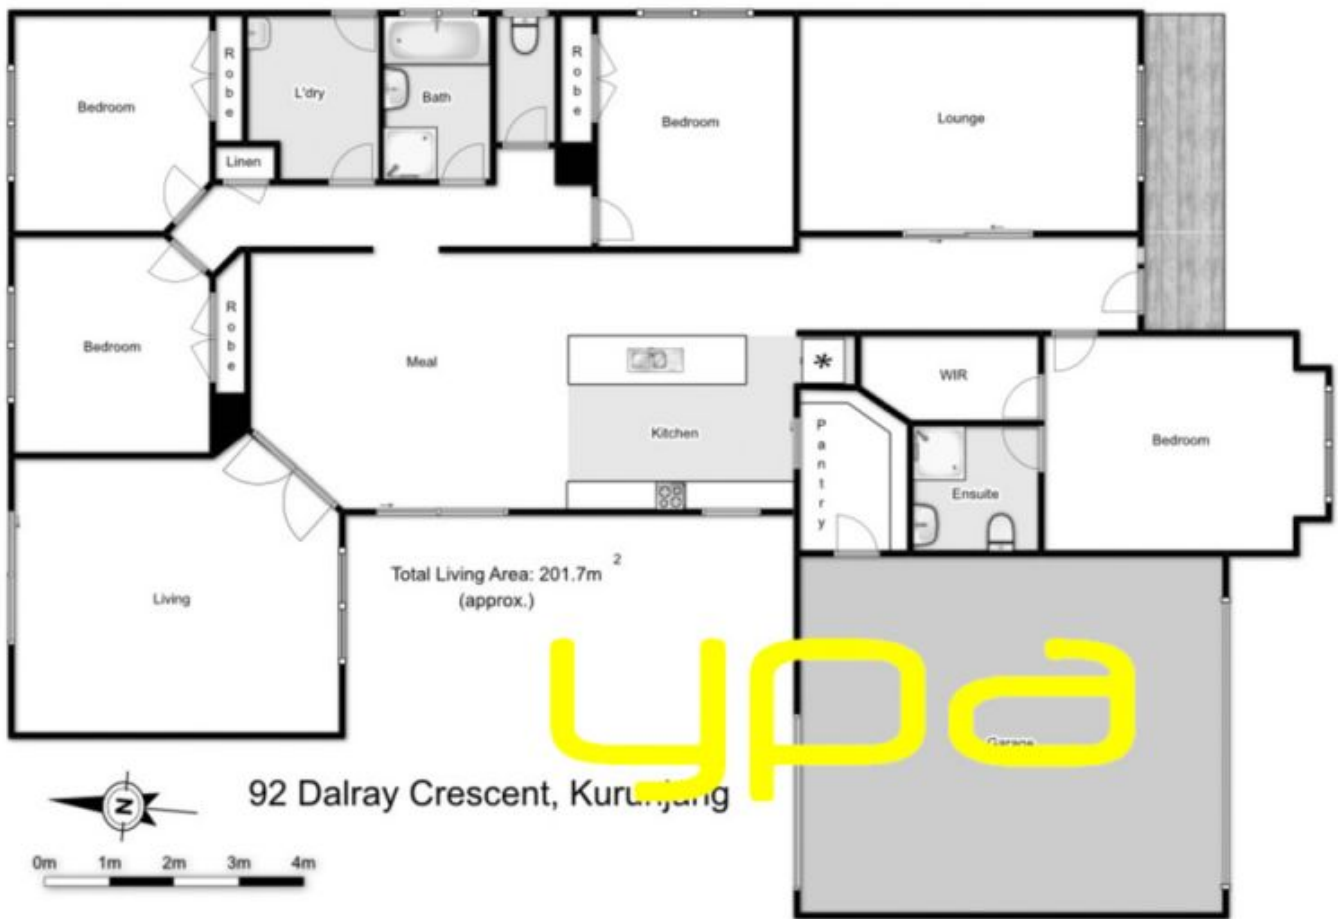 Bedroom
Robe
L'dry
Bath
Robe
Bedroom
Lounge
Linen
Bedroom
Robe
Meal
Kitchen
*
WIR
Pantry
Ensuite
Bedroom
Living
Total Living Area: 201.7m 2
(approx.)
ypa
Garage
92 Dalray Crescent, Kurunjang
N
0m 1m 2m 3m 4m